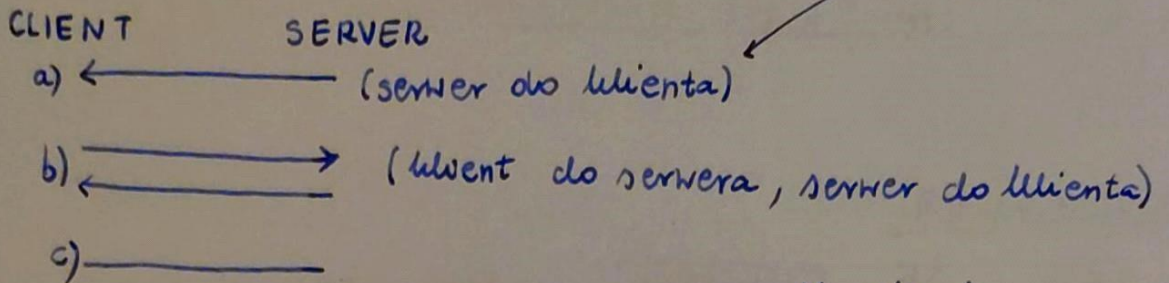 CLIENT SERVER
a) (serwer do klienta)
b) (klient do serwera, serwer do klienta)
c)